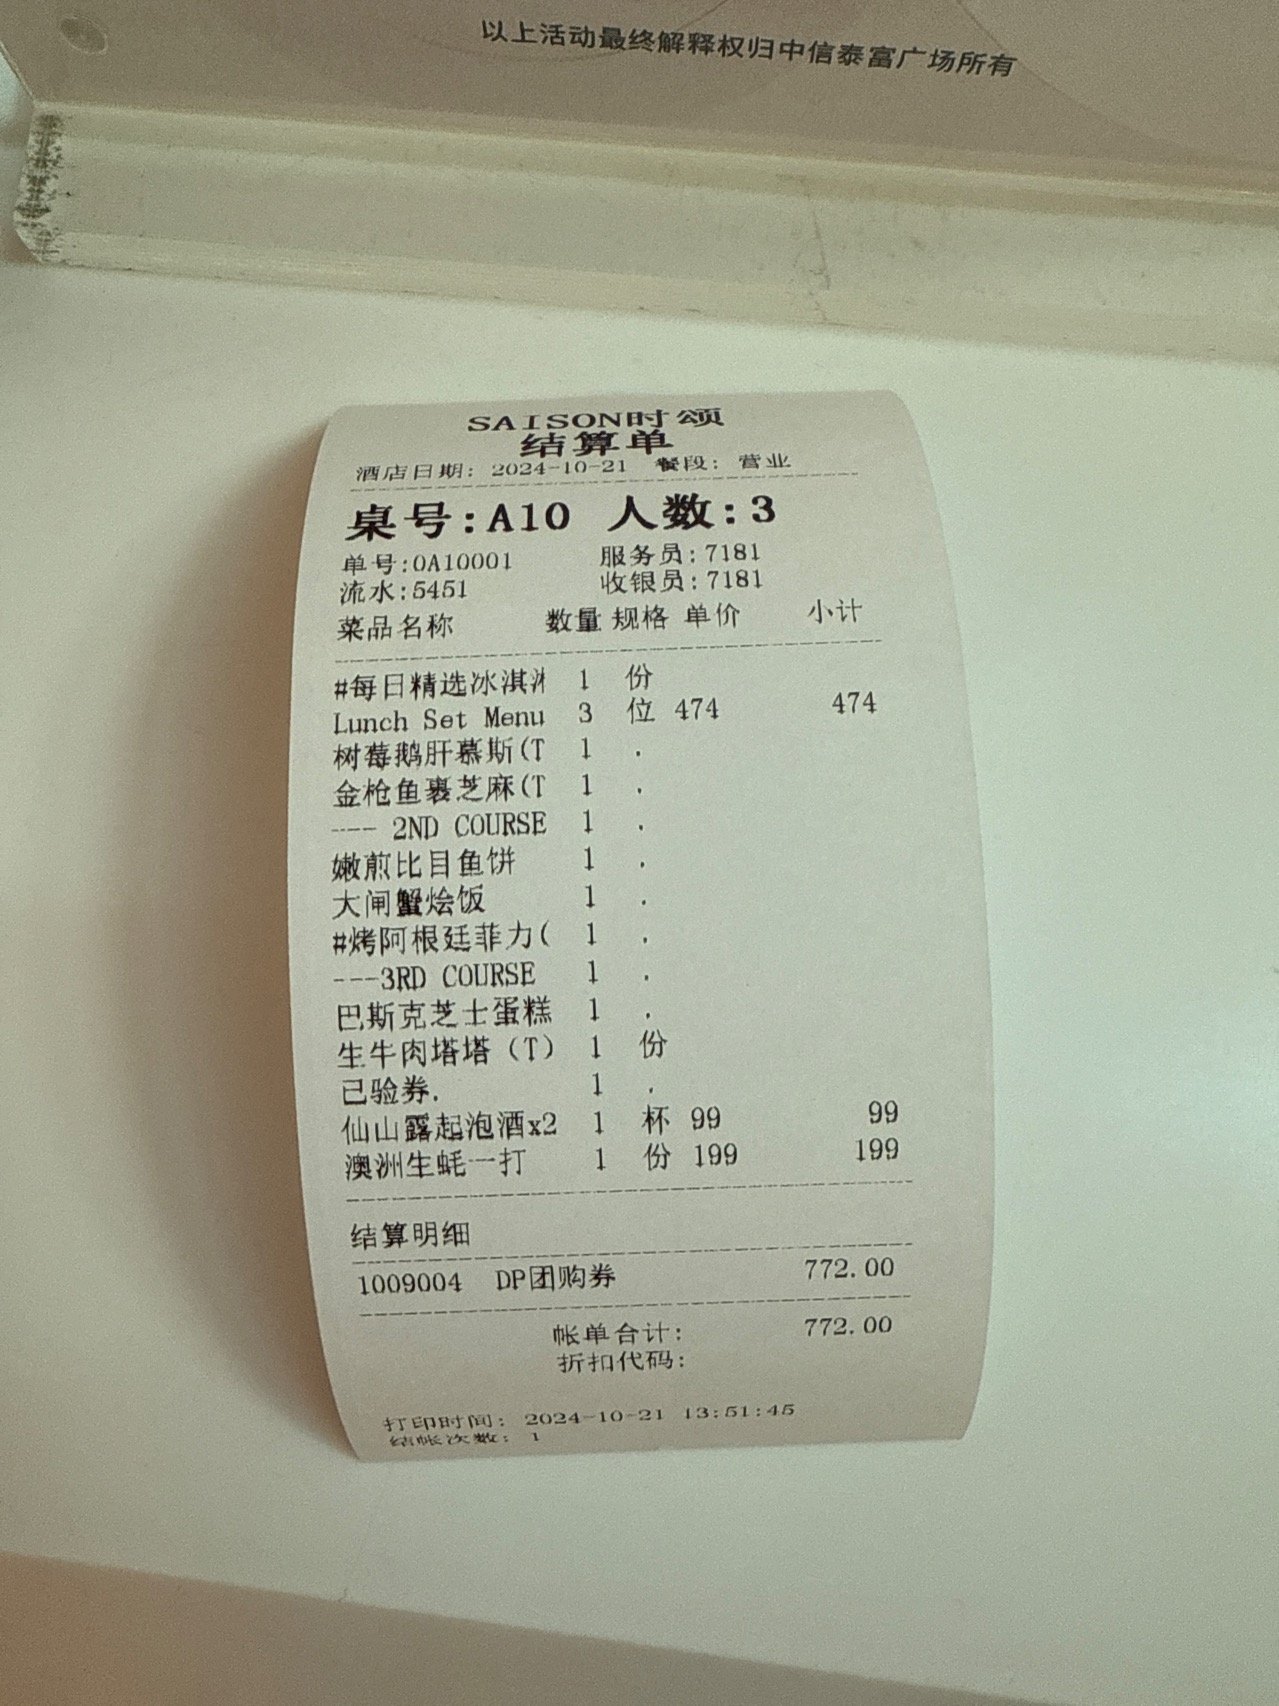 以上活动最终解释权归中信泰富广场所有
SAISON时颂
结算单
酒店日期: 2024-10-21 餐段: 营业
桌号:A10 人数:3
单号:0A10001 服务员:7181
流水:5451 收银员:7181
菜品名称 数量 规格 单价 小计
#每日精选冰淇淋 1 份
Lunch Set Menu 3 位 474 474
树莓鹅肝慕斯(T 1 .
金枪鱼裹芝麻(T 1 .
--- 2ND COURSE 1 .
嫩煎比目鱼饼 1 .
大闸蟹烩饭 1 .
#烤阿根廷菲力( 1 .
---3RD COURSE 1 .
巴斯克芝士蛋糕 1 .
生牛肉塔塔（T） 1 份
已验券. 1 .
仙山露起泡酒x2 1 杯 99 99
澳洲生蚝一打 1 份 199 199
结算明细
1009004 DP团购券 772.00
帐单合计: 772.00
折扣代码:
打印时间: 2024-10-21 13:51:45
结帐次数: 1